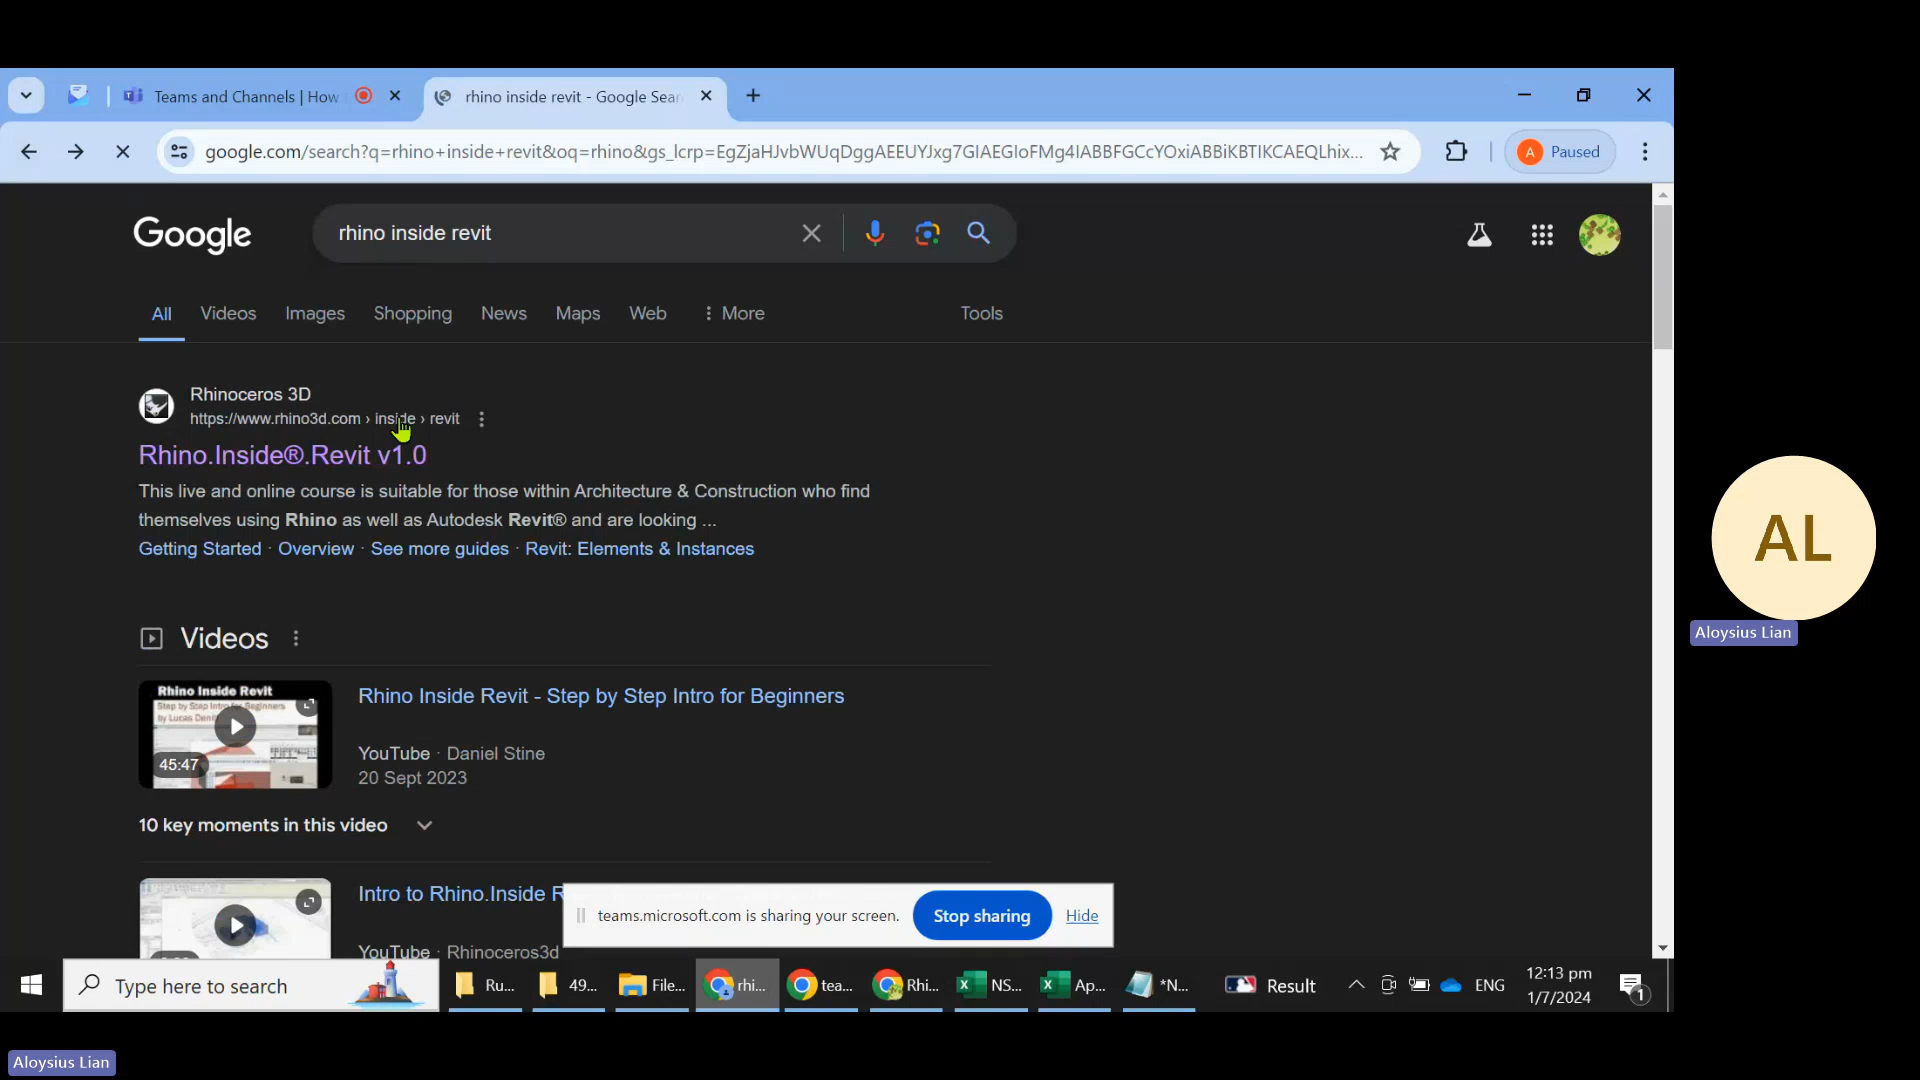 Teams and Channels | How
rhino inside revit - Google Sear
google.com/search?q=rhino+inside+revit&oq=rhino&gs_lcrp=EgZjaHJvbWUqDggAEEUYJxg7GIAEGIoFMg4IABBFGCcYOxiABBiKBTIKCAEQLhix...
A
Paused
Google
rhino inside revit
All
Videos
Images
Shopping
News
Maps
Web
More
Tools
Rhinoceros 3D
https://www.rhino3d.com › inside › revit
Rhino.Inside®.Revit v1.0
This live and online course is suitable for those within Architecture & Construction who find
themselves using Rhino as well as Autodesk Revit® and are looking ...
Getting Started · Overview · See more guides · Revit: Elements & Instances
AL
Aloysius Lian
Videos
Rhino Inside Revit
Step by Step Intro for Beginners
45:47
Rhino Inside Revit - Step by Step Intro for Beginners
YouTube · Daniel Stine
20 Sept 2023
10 key moments in this video
Intro to Rhino.Inside
YouTube · Rhinoceros3d
teams.microsoft.com is sharing your screen.
Stop sharing
Hide
Type here to search
Ru...
49...
File...
rhi...
tea...
Rhi...
NS...
Ap...
*N...
Result
ENG
12:13 pm
1/7/2024
1
Aloysius Lian